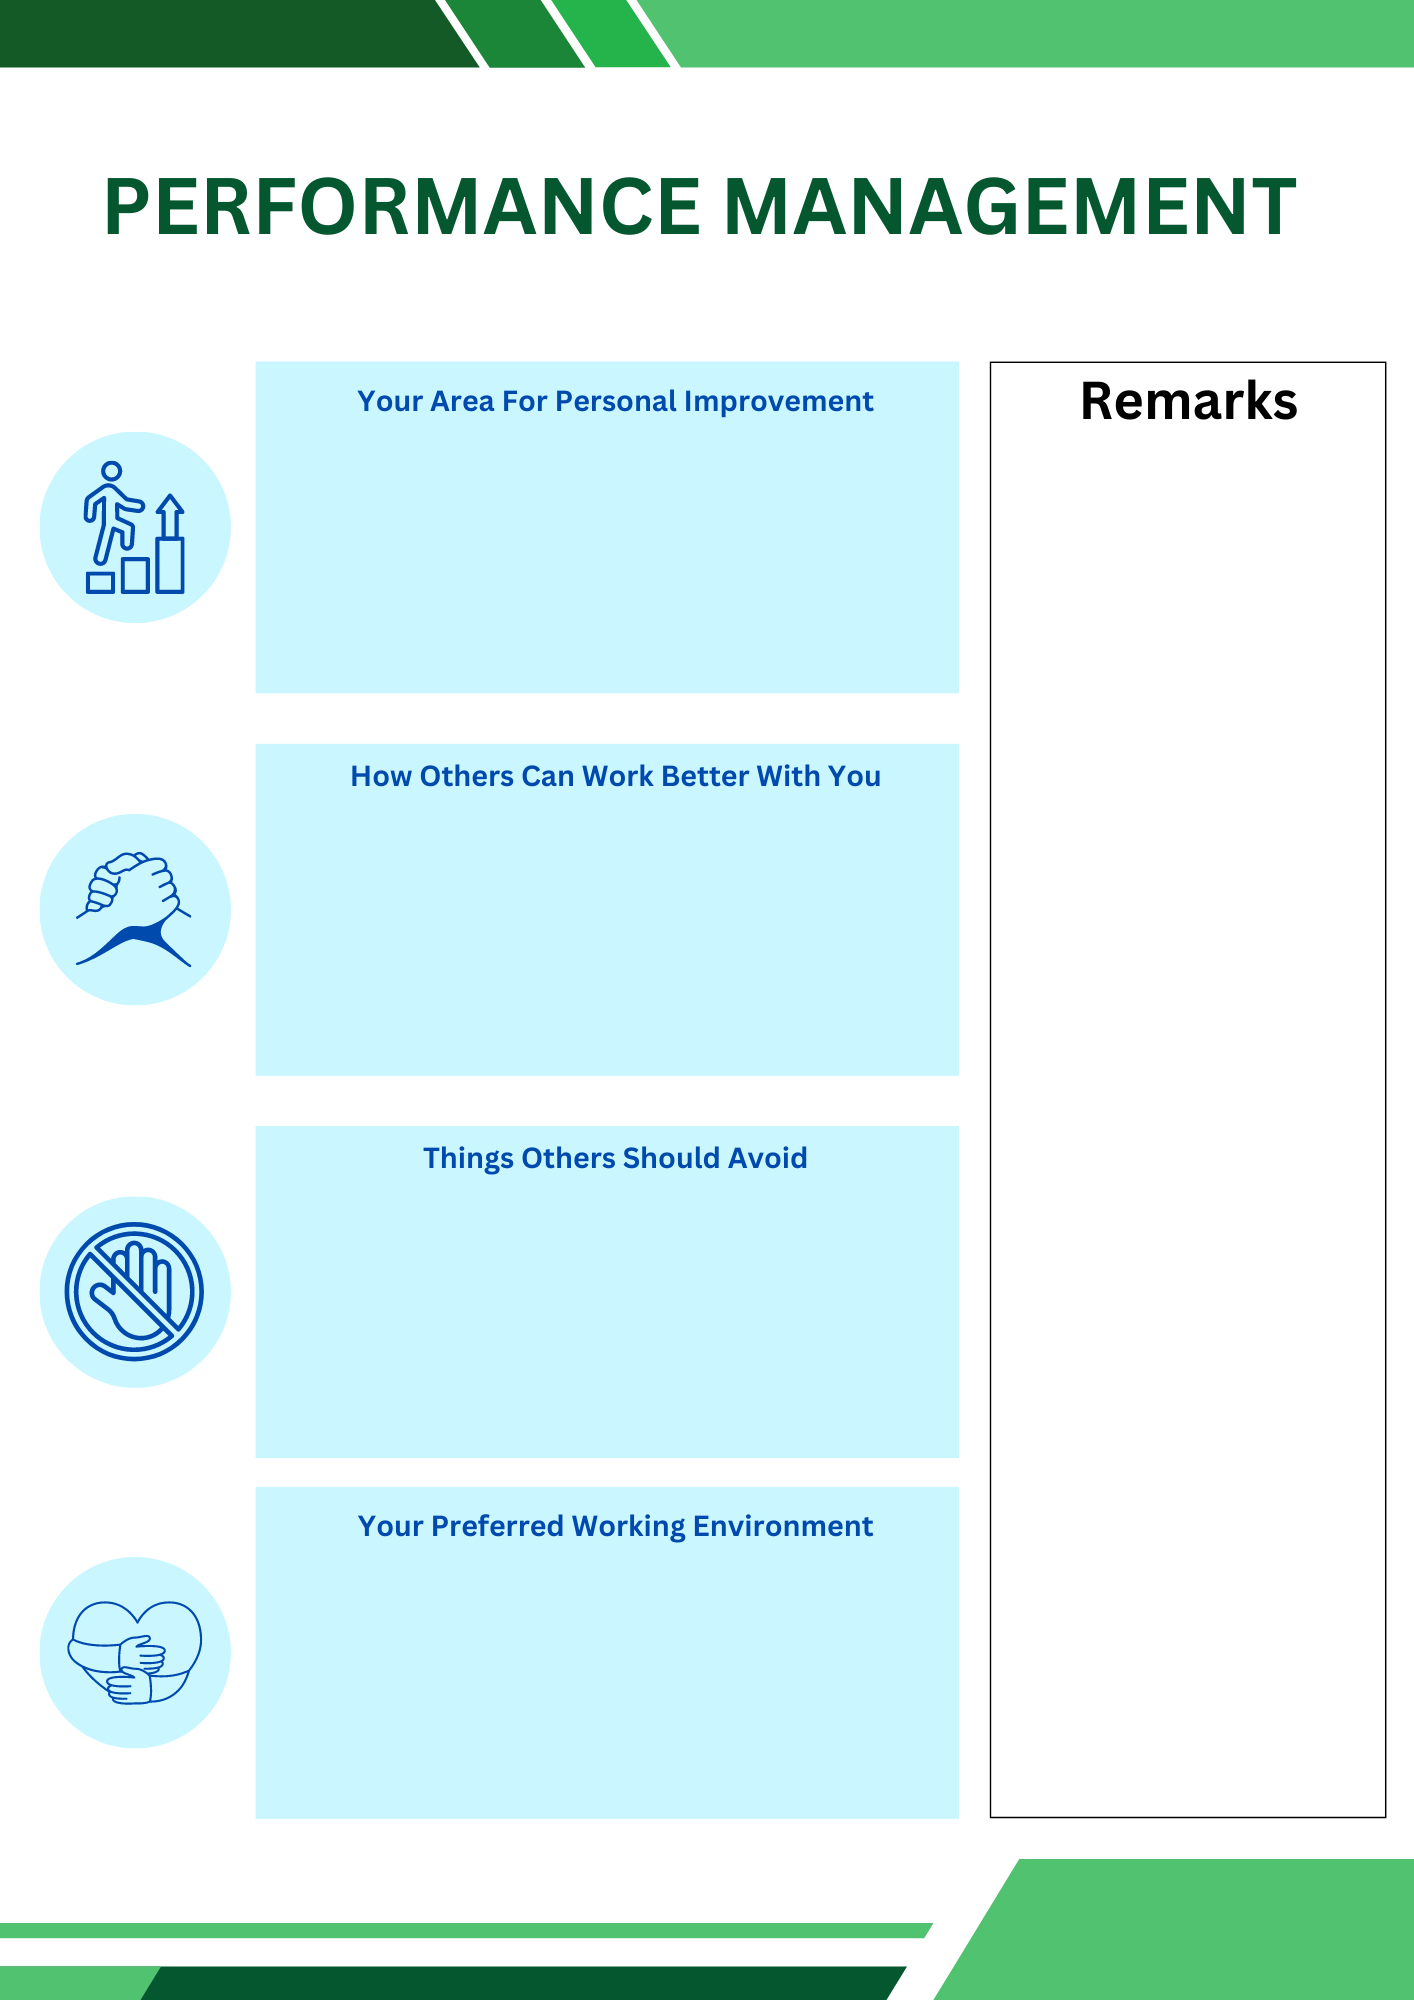 PERFORMANCE MANAGEMENT
Your Area For Personal Improvement
Remarks
How Others Can Work Better With You
Things Others Should Avoid
Your Preferred Working Environment